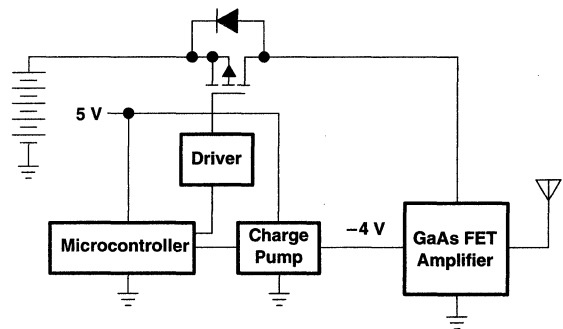 5 V
Driver
Microcontroller
Charge
Pump
−4 V
GaAs FET
Amplifier